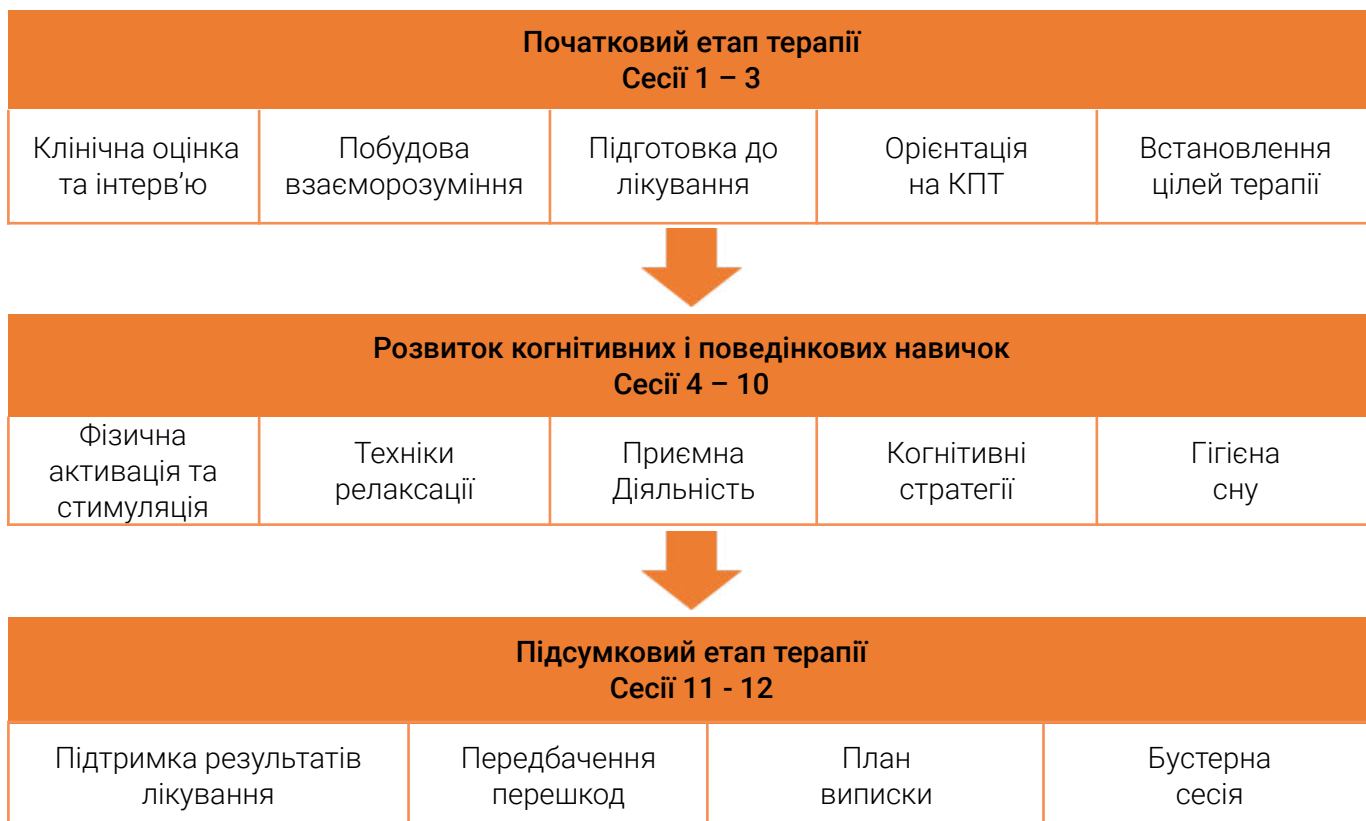 Початковий етап терапії
Сесії 1 – 3
Клінічна оцінка
та інтерв’ю
Побудова
взаєморозуміння
Підготовка до
лікування
Орієнтація
на КПТ
Встановлення
цілей терапії
Розвиток когнітивних і поведінкових навичок
Сесії 4 – 10
Фізична
активація та
стимуляція
Техніки
релаксації
Приємна
Діяльність
Когнітивні
стратегії
Гігієна
сну
Підсумковий етап терапії
Сесії 11 - 12
Підтримка результатів
лікування
Передбачення
перешкод
План
виписки
Бустерна
сесія